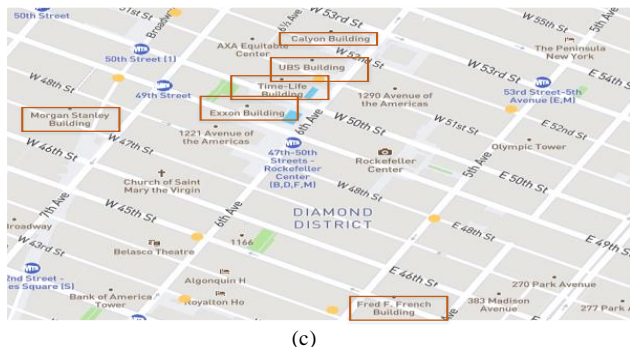 50th Street
Broadway
50th Street (1)
49th Street
AXA Equitable
Center
6½ Ave
W 53rd St
Calyon Building
W 52nd St
UBS Building
Time-Life
Building
Exxon Building
W 55th St
5th Ave
The Peninsula
New York
E 54th St
W 53rd St
53rd Street-5th
Avenue (E,M)
W 48th St
Morgan Stanley
Building
W 47th St
W 46th St
1221 Avenue of
the Americas
6th Ave
1290 Avenue of
the Americas
W 50th St
W 51st St
E 52nd St
Olympic Tower
47th-50th
Streets -
Rockefeller
Center
(B,D,F,M)
Rockefeller
Center
5th Ave
E 50th St
Church of Saint
Mary the Virgin
W 48th St
7th Ave
W 45th St
6th Ave
DIAMOND
DISTRICT
E 48th St
E 49th St
Broadway
W 43rd St
Belasco Theatre
1166
E 46th St
Algonquin H
Royalton Ho
Bank of America
Tower
270 Park Avenue
383 Madison
Avenue
277 Park
Fred F. French
Building
(c)